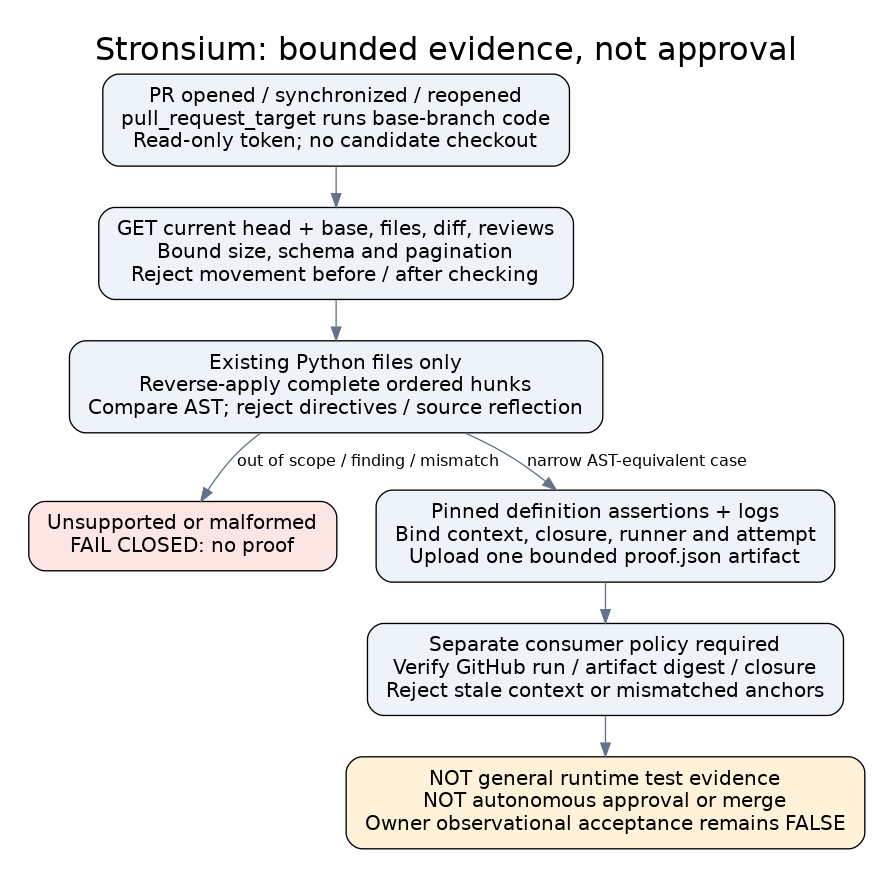 Stronsium: bounded evidence, not approval
PR opened / synchronized / reopened
pull_request_target runs base-branch code
Read-only token; no candidate checkout
GET current head + base, files, diff, reviews
Bound size, schema and pagination
Reject movement before / after checking
Existing Python files only
Reverse-apply complete ordered hunks
Compare AST; reject directives / source reflection
out of scope / finding / mismatch
narrow AST-equivalent case
Unsupported or malformed
FAIL CLOSED: no proof
Pinned definition assertions + logs
Bind context, closure, runner and attempt
Upload one bounded proof.json artifact
Separate consumer policy required
Verify GitHub run / artifact digest / closure
Reject stale context or mismatched anchors
NOT general runtime test evidence
NOT autonomous approval or merge
Owner observational acceptance remains FALSE